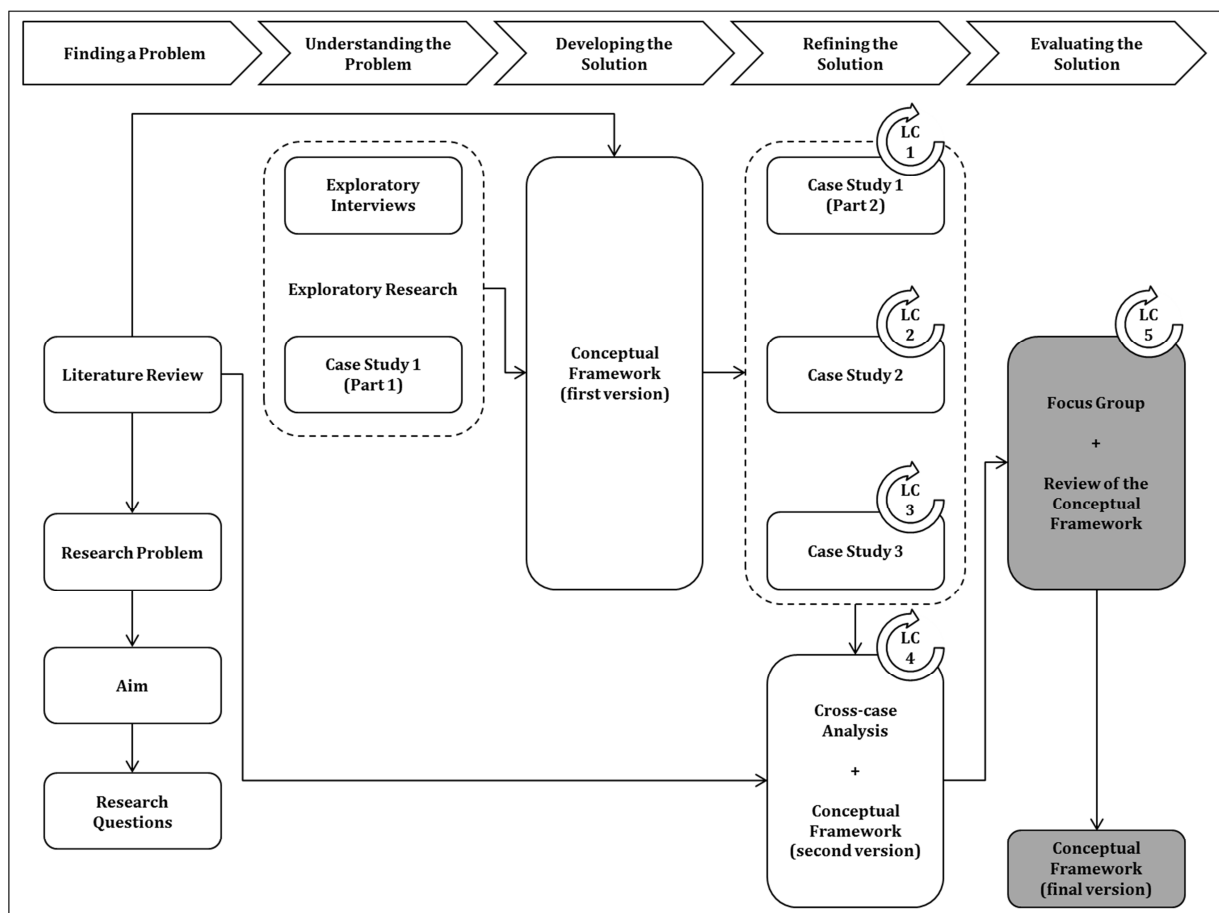 Finding a Problem
Understanding the
Problem
Developing the
Solution
Refining the
Solution
Evaluating the
Solution
Literature Review
Research Problem
Aim
Research
Questions
Exploratory
Interviews
Exploratory Research
Case Study 1
(Part 1)
Conceptual
Framework
(first version)
LC
1
Case Study 1
(Part 2)
LC
2
Case Study 2
LC
3
Case Study 3
LC
4
Cross-case
Analysis
+
Conceptual
Framework
(second version)
LC
5
Focus Group
+
Review of the
Conceptual
Framework
Conceptual
Framework
(final version)